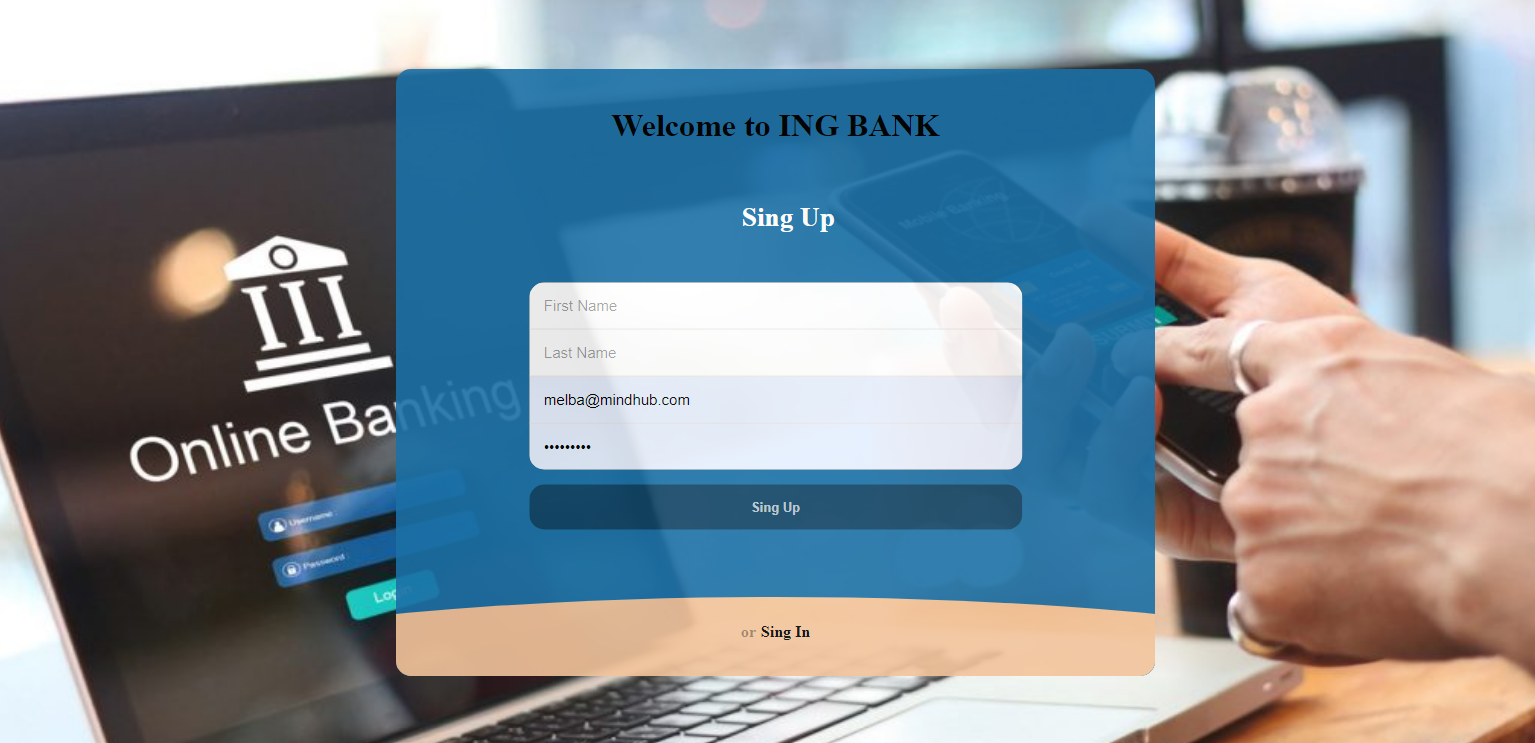 Welcome to ING BANK
Sing Up
First Name
Last Name
melba@mindhub.com
•••••••••
Sing Up
or Sing In
Online Banking
Username :
Password :
Login
Mobile Banking